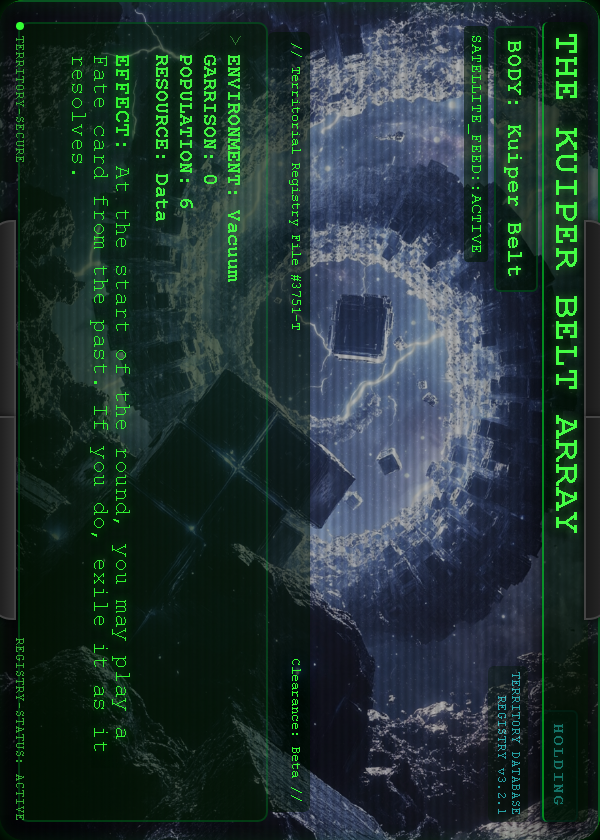 THE KUIPER BELT ARRAY
HOLDING
BODY: Kuiper Belt
TERRITORY DATABASE
REGISTRY v3.2.1
SATELLITE_FEED::ACTIVE
// Territorial Registry File #3751-T
Clearance: Beta //
> ENVIRONMENT: Vacuum
GARRISON: 0
POPULATION: 6
RESOURCE: Data
EFFECT: At the start of the round, you may play a
Fate card from the past. If you do, exile it as it
resolves.
TERRITORY-SECURE
REGISTRY-STATUS: ACTIVE